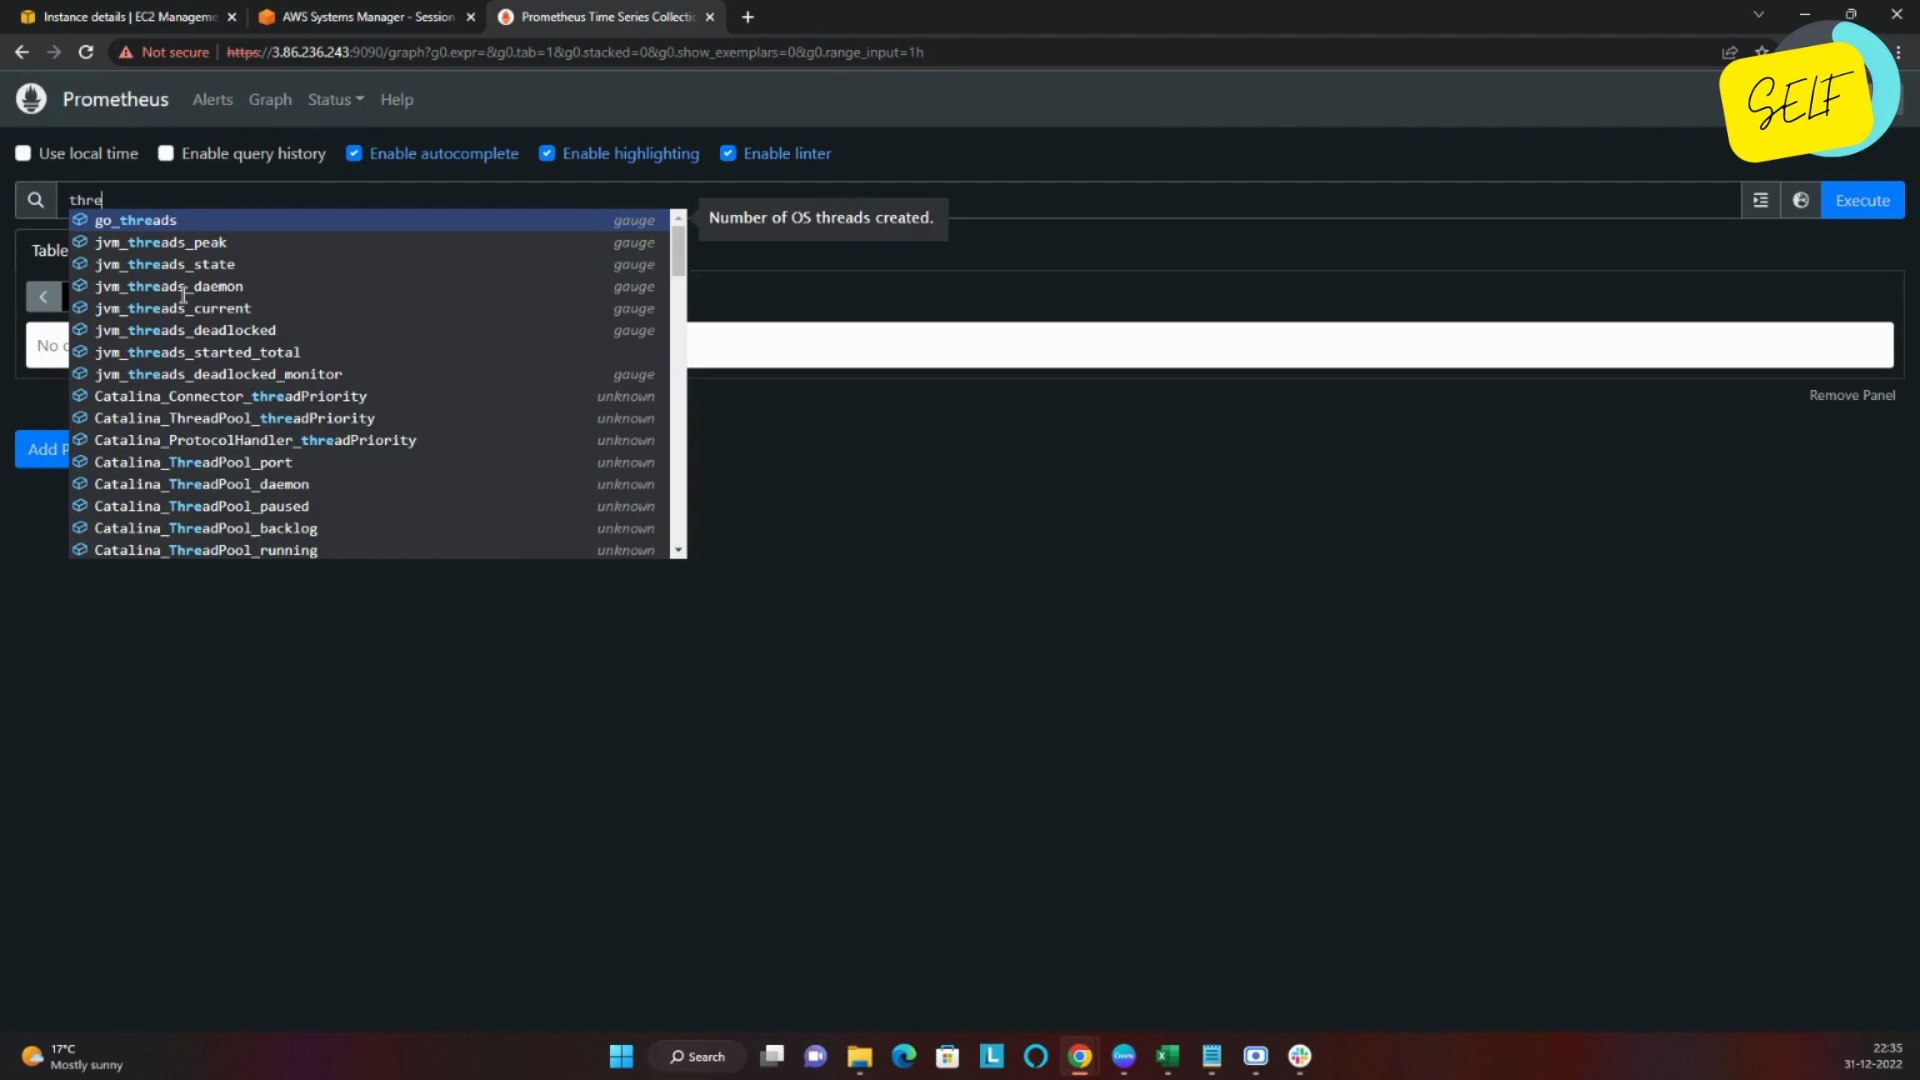 Instance details | EC2 Manageme
AWS Systems Manager - Session
Prometheus Time Series Collectic
Not secure
https://3.86.236.243:9090/graph?g0.expr=&g0.tab=1&g0.stacked=0&g0.show_exemplars=0&g0.range_input=1h
SELF
Prometheus Alerts Graph Status Help
Use local time Enable query history Enable autocomplete Enable highlighting Enable linter
thre
Execute
Table
go_threads gauge
Number of OS threads created.
jvm_threads_peak gauge
jvm_threads_state gauge
jvm_threads_daemon gauge
jvm_threads_current gauge
jvm_threads_deadlocked gauge
No
jvm_threads_started_total
jvm_threads_deadlocked_monitor gauge
Catalina_Connector_threadPriority unknown
Remove Panel
Catalina_ThreadPool_threadPriority unknown
Catalina_ProtocolHandler_threadPriority unknown
Add P
Catalina_ThreadPool_port unknown
Catalina_ThreadPool_daemon unknown
Catalina_ThreadPool_paused unknown
Catalina_ThreadPool_backlog unknown
Catalina_ThreadPool_running unknown
17°C
Mostly sunny
Search
L
Canva
22:35
31-12-2022